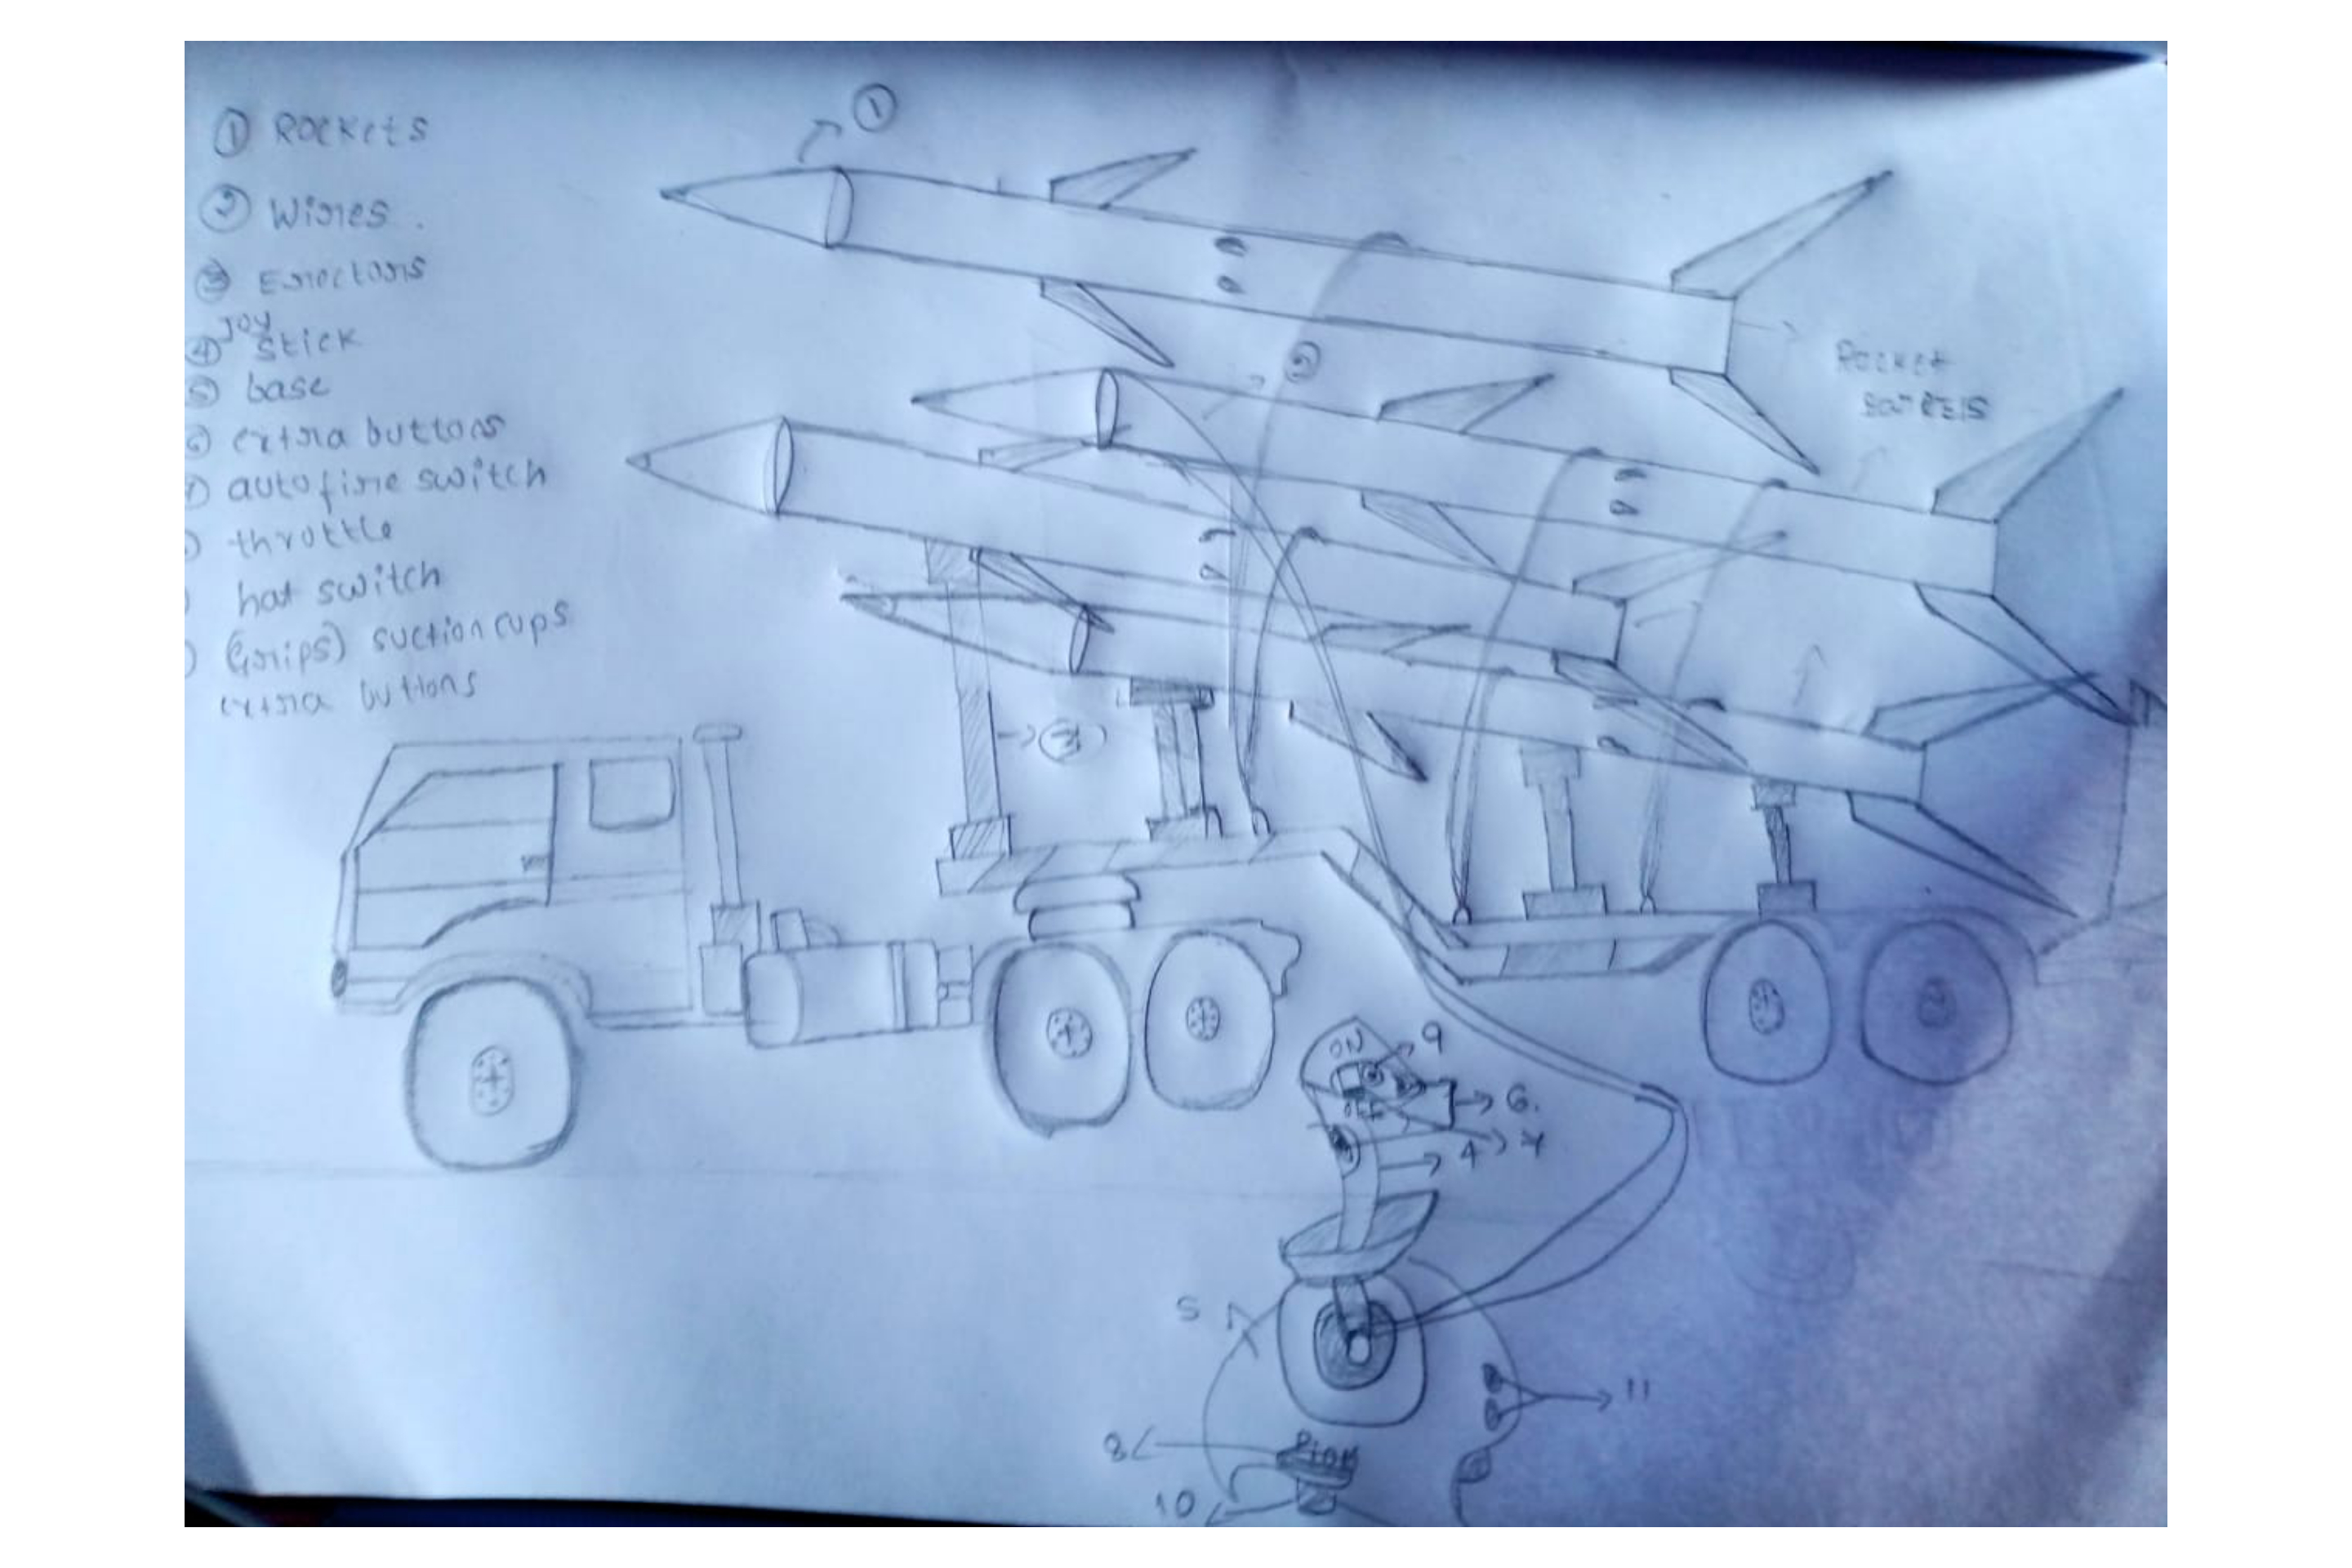 ① Rockets
② Wires.
③ Erectors
④ Joy stick
⑤ base
⑥ extra buttons
⑦ autofire switch
throttle
hat switch
(Grips) suction cups
extra buttons
①
②
Rocket
③
ON
9
OFF
6.
4 → 7
5
11
8
10